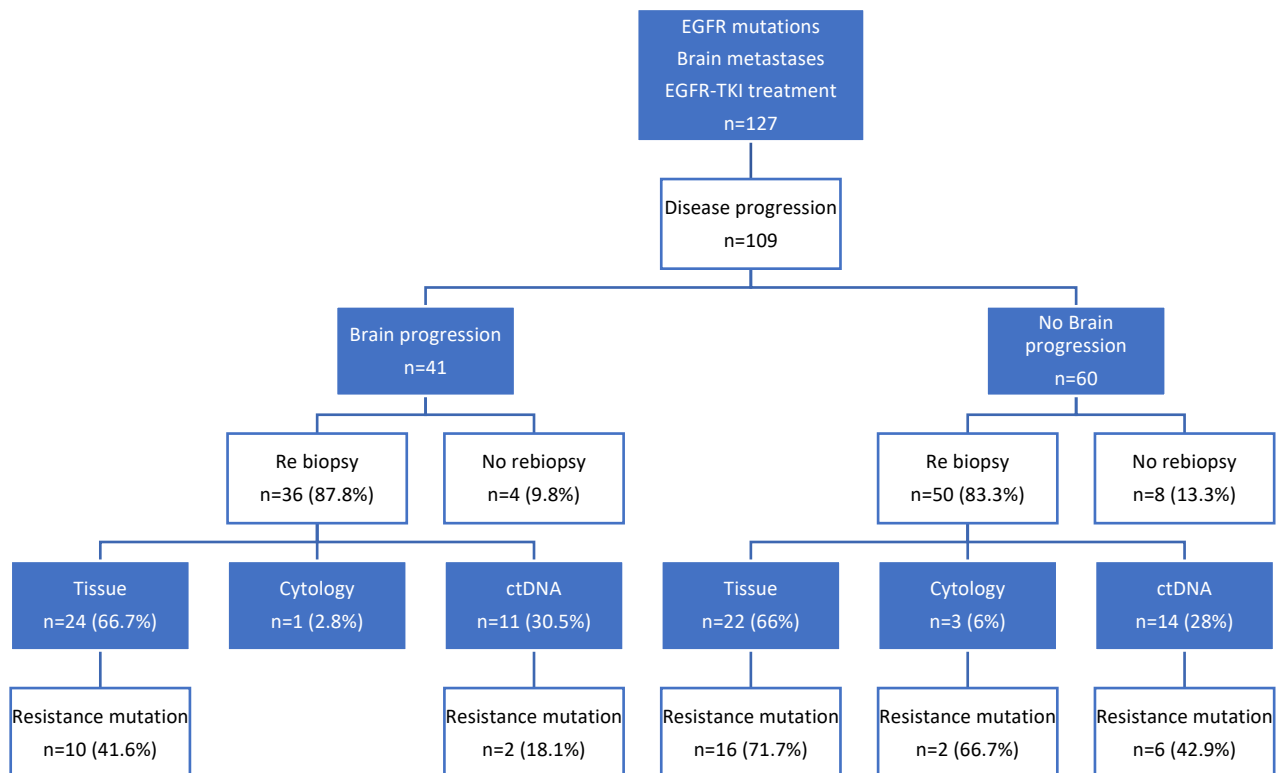 EGFR mutations
Brain metastases
EGFR-TKI treatment
n=127
Disease progression
n=109
Brain progression
n=41
No Brain
progression
n=60
Re biopsy
n=36 (87.8%)
No rebiopsy
n=4 (9.8%)
Re biopsy
n=50 (83.3%)
No rebiopsy
n=8 (13.3%)
Tissue
n=24 (66.7%)
Cytology
n=1 (2.8%)
ctDNA
n=11 (30.5%)
Tissue
n=22 (66%)
Cytology
n=3 (6%)
ctDNA
n=14 (28%)
Resistance mutation
n=10 (41.6%)
Resistance mutation
n=2 (18.1%)
Resistance mutation
n=16 (71.7%)
Resistance mutation
n=2 (66.7%)
Resistance mutation
n=6 (42.9%)